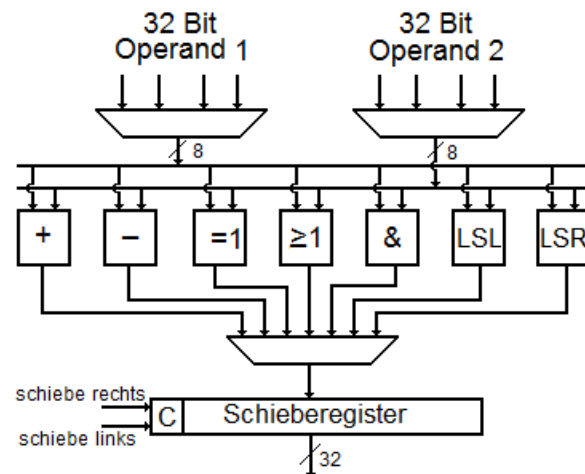 32 Bit
Operand 1
32 Bit
Operand 2
8
8
+
−
=1
≥1
&
LSL
LSR
schiebe rechts
schiebe links
C
Schieberegister
32